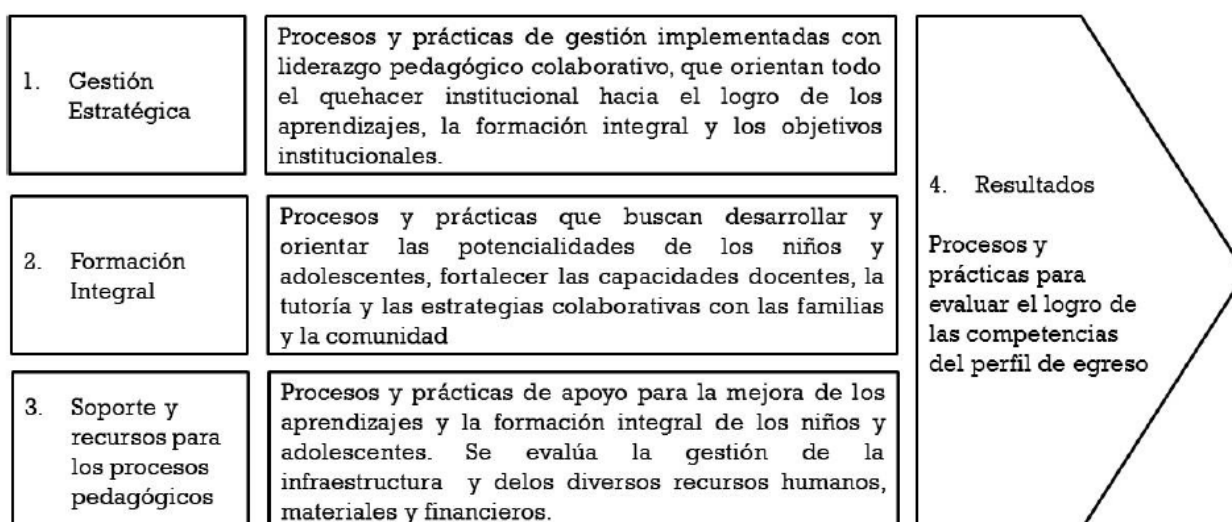 1. Gestión
Estratégica
Procesos y prácticas de gestión implementadas con
liderazgo pedagógico colaborativo, que orientan todo
el quehacer institucional hacia el logro de los
aprendizajes, la formación integral y los objetivos
institucionales.
2. Formación
Integral
Procesos y prácticas que buscan desarrollar y
orientar las potencialidades de los niños y
adolescentes, fortalecer las capacidades docentes, la
tutoría y las estrategias colaborativas con las familias
y la comunidad
3. Soporte y
recursos para
los procesos
pedagógicos
Procesos y prácticas de apoyo para la mejora de los
aprendizajes y la formación integral de los niños y
adolescentes. Se evalúa la gestión de la
infraestructura y delos diversos recursos humanos,
materiales y financieros.
4. Resultados
Procesos y
prácticas para
evaluar el logro de
las competencias
del perfil de egreso